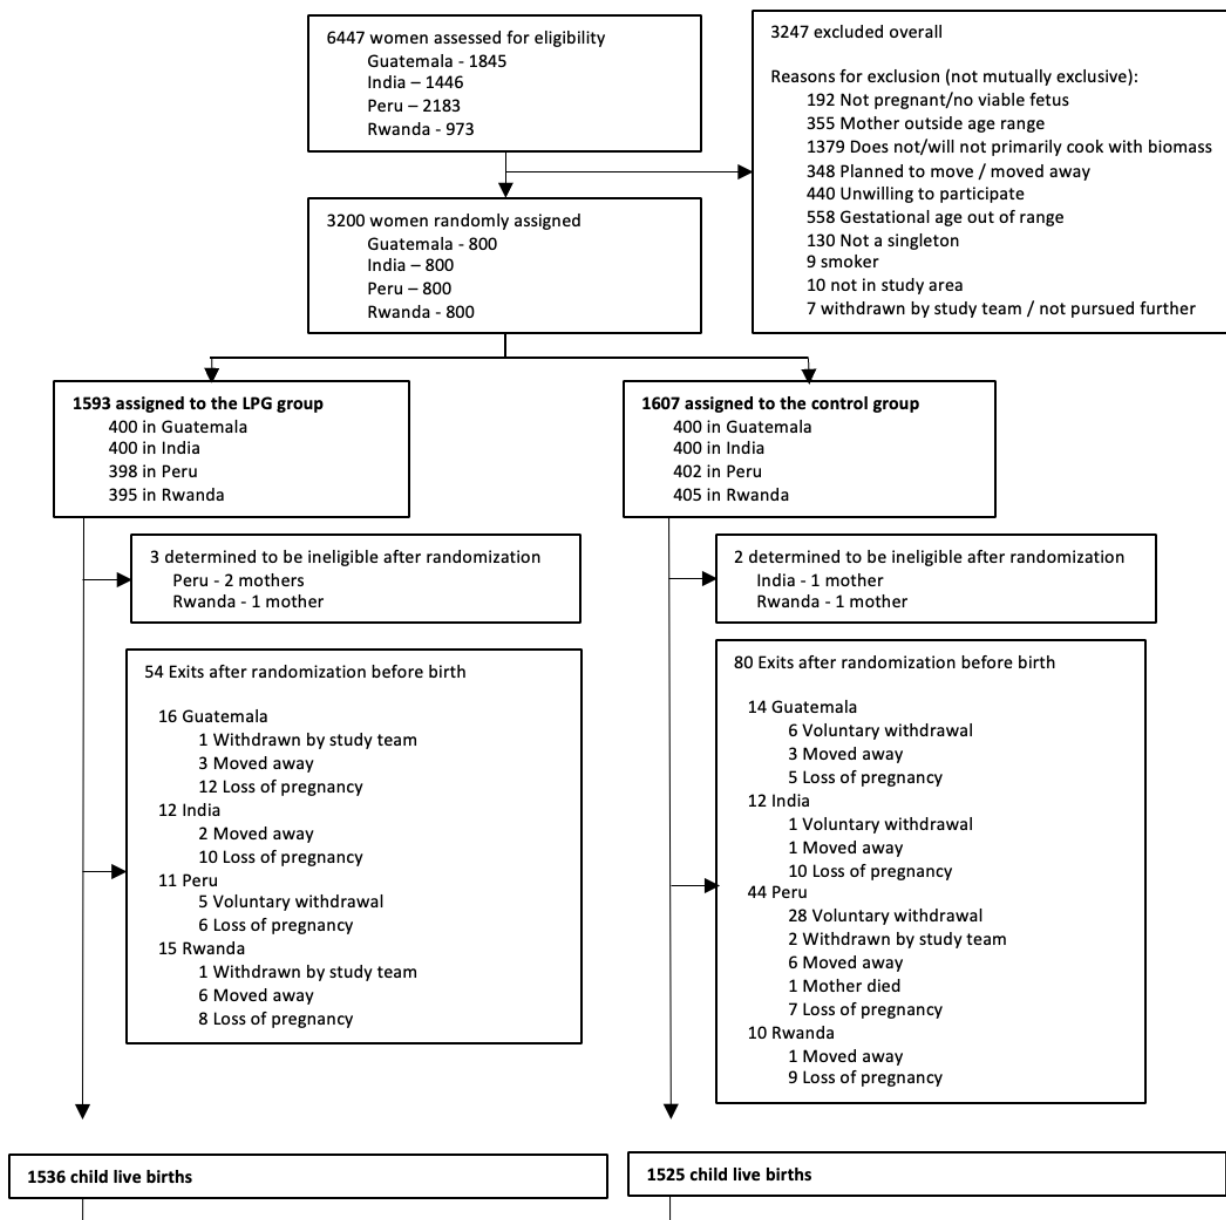 6447 women assessed for eligibility
Guatemala - 1845
India – 1446
Peru – 2183
Rwanda - 973
3247 excluded overall
Reasons for exclusion (not mutually exclusive):
192 Not pregnant/no viable fetus
355 Mother outside age range
1379 Does not/will not primarily cook with biomass
348 Planned to move / moved away
440 Unwilling to participate
558 Gestational age out of range
130 Not a singleton
9 smoker
10 not in study area
7 withdrawn by study team / not pursued further
3200 women randomly assigned
Guatemala - 800
India – 800
Peru – 800
Rwanda - 800
1593 assigned to the LPG group
400 in Guatemala
400 in India
398 in Peru
395 in Rwanda
1607 assigned to the control group
400 in Guatemala
400 in India
402 in Peru
405 in Rwanda
3 determined to be ineligible after randomization
Peru - 2 mothers
Rwanda - 1 mother
2 determined to be ineligible after randomization
India - 1 mother
Rwanda - 1 mother
54 Exits after randomization before birth
16 Guatemala
1 Withdrawn by study team
3 Moved away
12 Loss of pregnancy
12 India
2 Moved away
10 Loss of pregnancy
11 Peru
5 Voluntary withdrawal
6 Loss of pregnancy
15 Rwanda
1 Withdrawn by study team
6 Moved away
8 Loss of pregnancy
80 Exits after randomization before birth
14 Guatemala
6 Voluntary withdrawal
3 Moved away
5 Loss of pregnancy
12 India
1 Voluntary withdrawal
1 Moved away
10 Loss of pregnancy
44 Peru
28 Voluntary withdrawal
2 Withdrawn by study team
6 Moved away
1 Mother died
7 Loss of pregnancy
10 Rwanda
1 Moved away
9 Loss of pregnancy
1536 child live births
1525 child live births